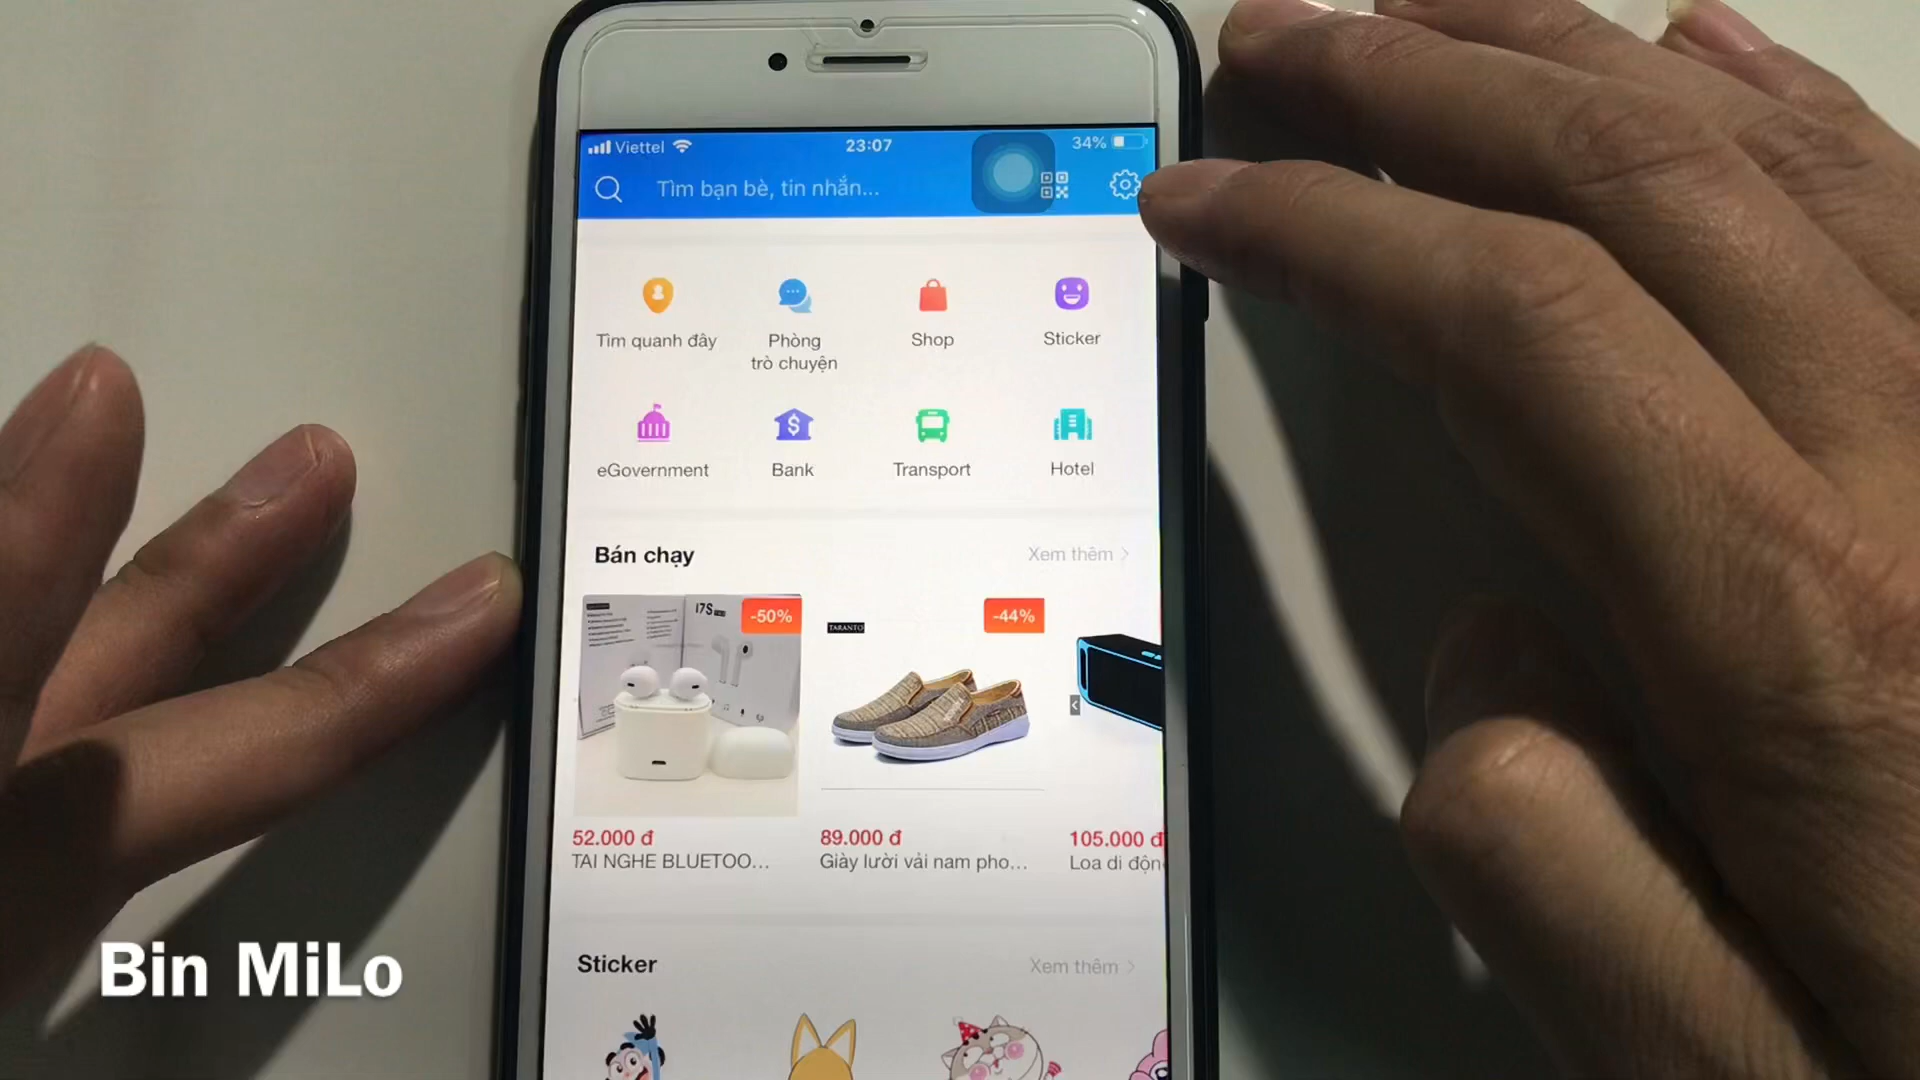 Viettel
23:07
34%
Tìm bạn bè, tin nhắn...
Tìm quanh đây
Phòng
trò chuyện
Shop
Sticker
eGovernment
Bank
Transport
Hotel
Bán chạy
Xem thêm
i7S
-50%
TARANTO
-44%
52.000 đ
89.000 đ
105.000 đ
TAI NGHE BLUETOO...
Giày lười vải nam pho...
Loa di độn
Sticker
Xem thêm
Bin MiLo